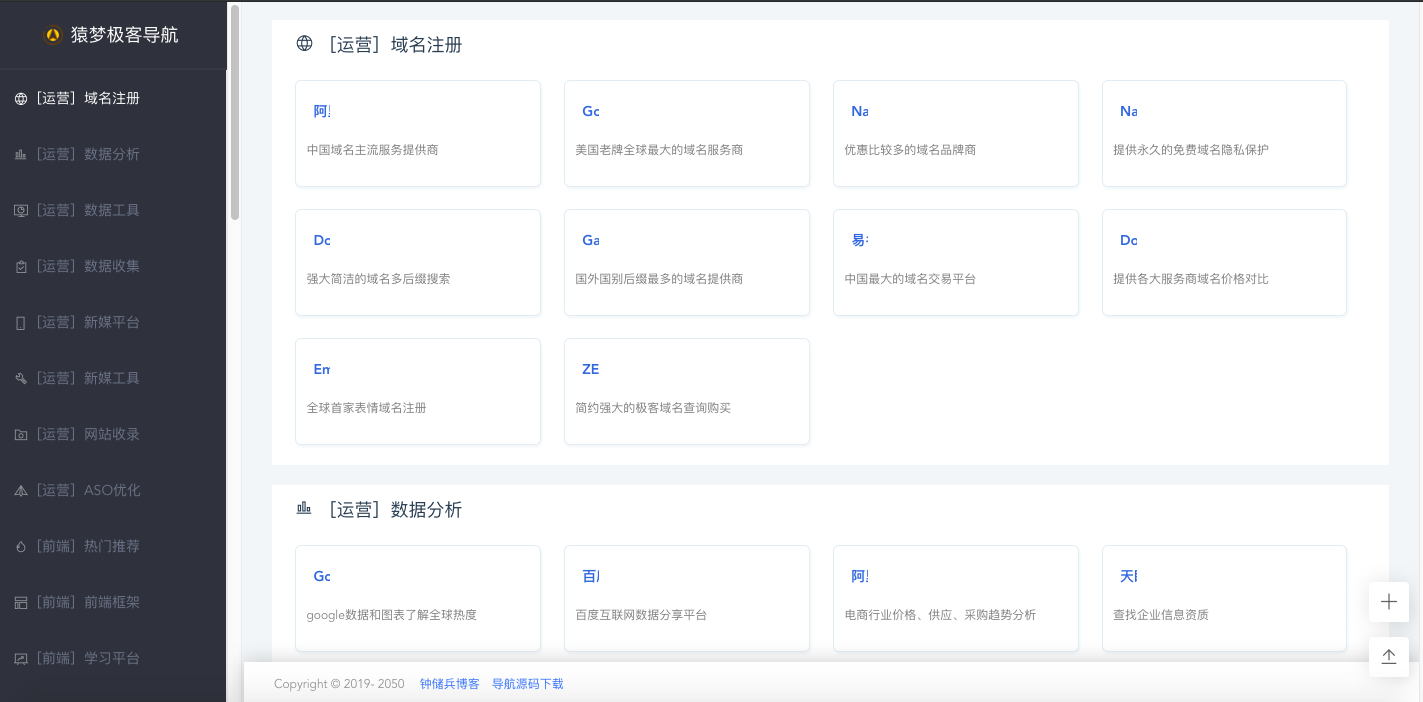 猿梦极客导航
［运营］域名注册
［运营］数据分析
［运营］数据工具
［运营］数据收集
［运营］新媒平台
［运营］新媒工具
［运营］网站收录
［运营］ASO优化
［前端］热门推荐
［前端］前端框架
［前端］学习平台
［运营］域名注册
阿
中国域名主流服务提供商
Go
美国老牌全球最大的域名服务商
Na
优惠比较多的域名品牌商
Na
提供永久的免费域名隐私保护
Do
强大简洁的域名多后缀搜索
Ga
国外国别后缀最多的域名提供商
易
中国最大的域名交易平台
Do
提供各大服务商域名价格对比
Em
全球首家表情域名注册
ZE
简约强大的极客域名查询购买
［运营］数据分析
Go
google数据和图表了解全球热度
百
百度互联网数据分享平台
阿
电商行业价格、供应、采购趋势分析
天
查找企业信息资质
Copyright © 2019- 2050 钟储兵博客 导航源码下载